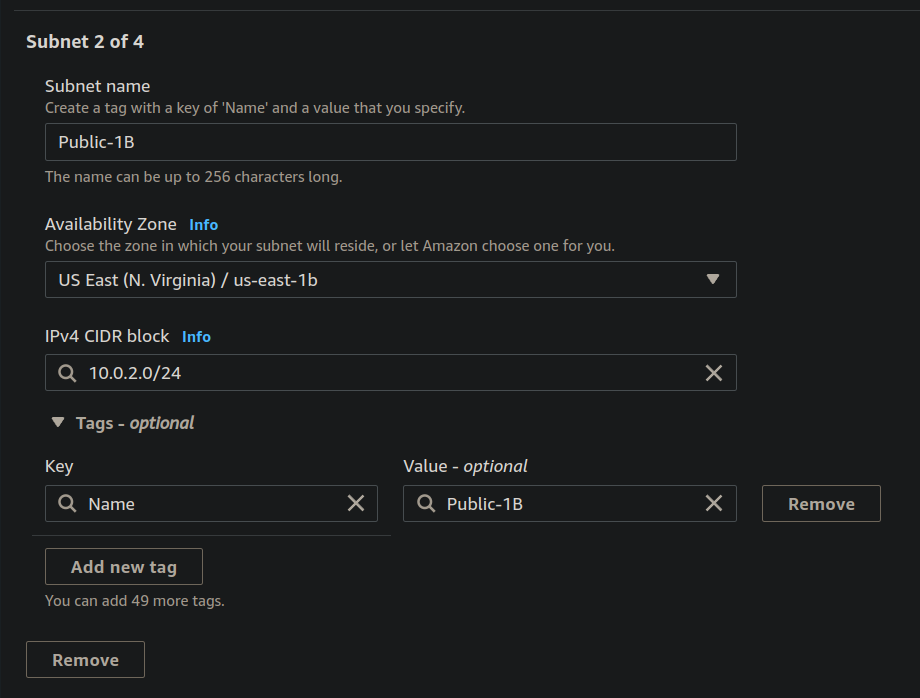 Subnet 2 of 4
Subnet name
Create a tag with a key of 'Name' and a value that you specify.
Public-1B
The name can be up to 256 characters long.
Availability Zone Info
Choose the zone in which your subnet will reside, or let Amazon choose one for you.
US East (N. Virginia) / us-east-1b
IPv4 CIDR block Info
10.0.2.0/24
Tags - optional
Key Value - optional
Name Public-1B Remove
Add new tag
You can add 49 more tags.
Remove